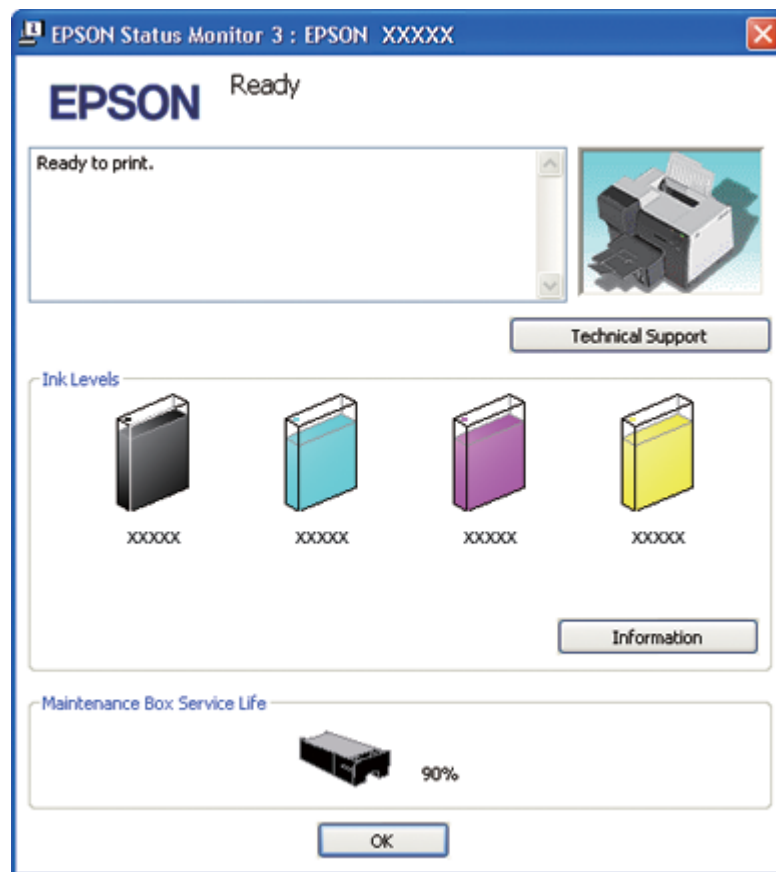 EPSON Status Monitor 3 : EPSON XXXXX
EPSON
Ready
Ready to print.
Technical Support
Ink Levels
XXXXX XXXXX XXXXX XXXXX
Information
Maintenance Box Service Life
90%
OK